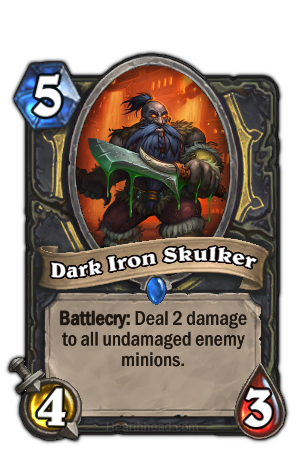 5
Dark Iron Skulker
Battlecry: Deal 2 damage
to all undamaged enemy
minions.
4
3